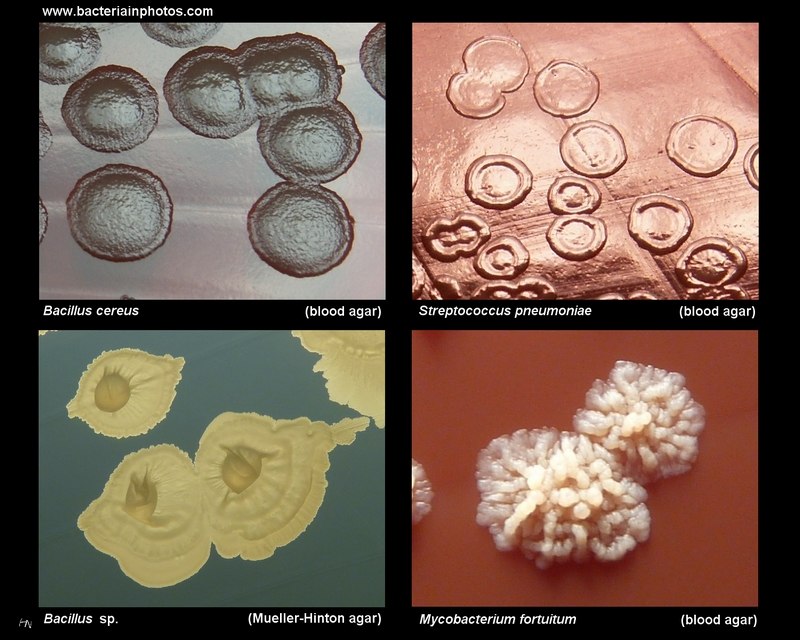 www.bacteriainphotos.com
Bacillus cereus (blood agar)
Streptococcus pneumoniae (blood agar)
Bacillus sp. (Mueller-Hinton agar)
Mycobacterium fortuitum (blood agar)
HN